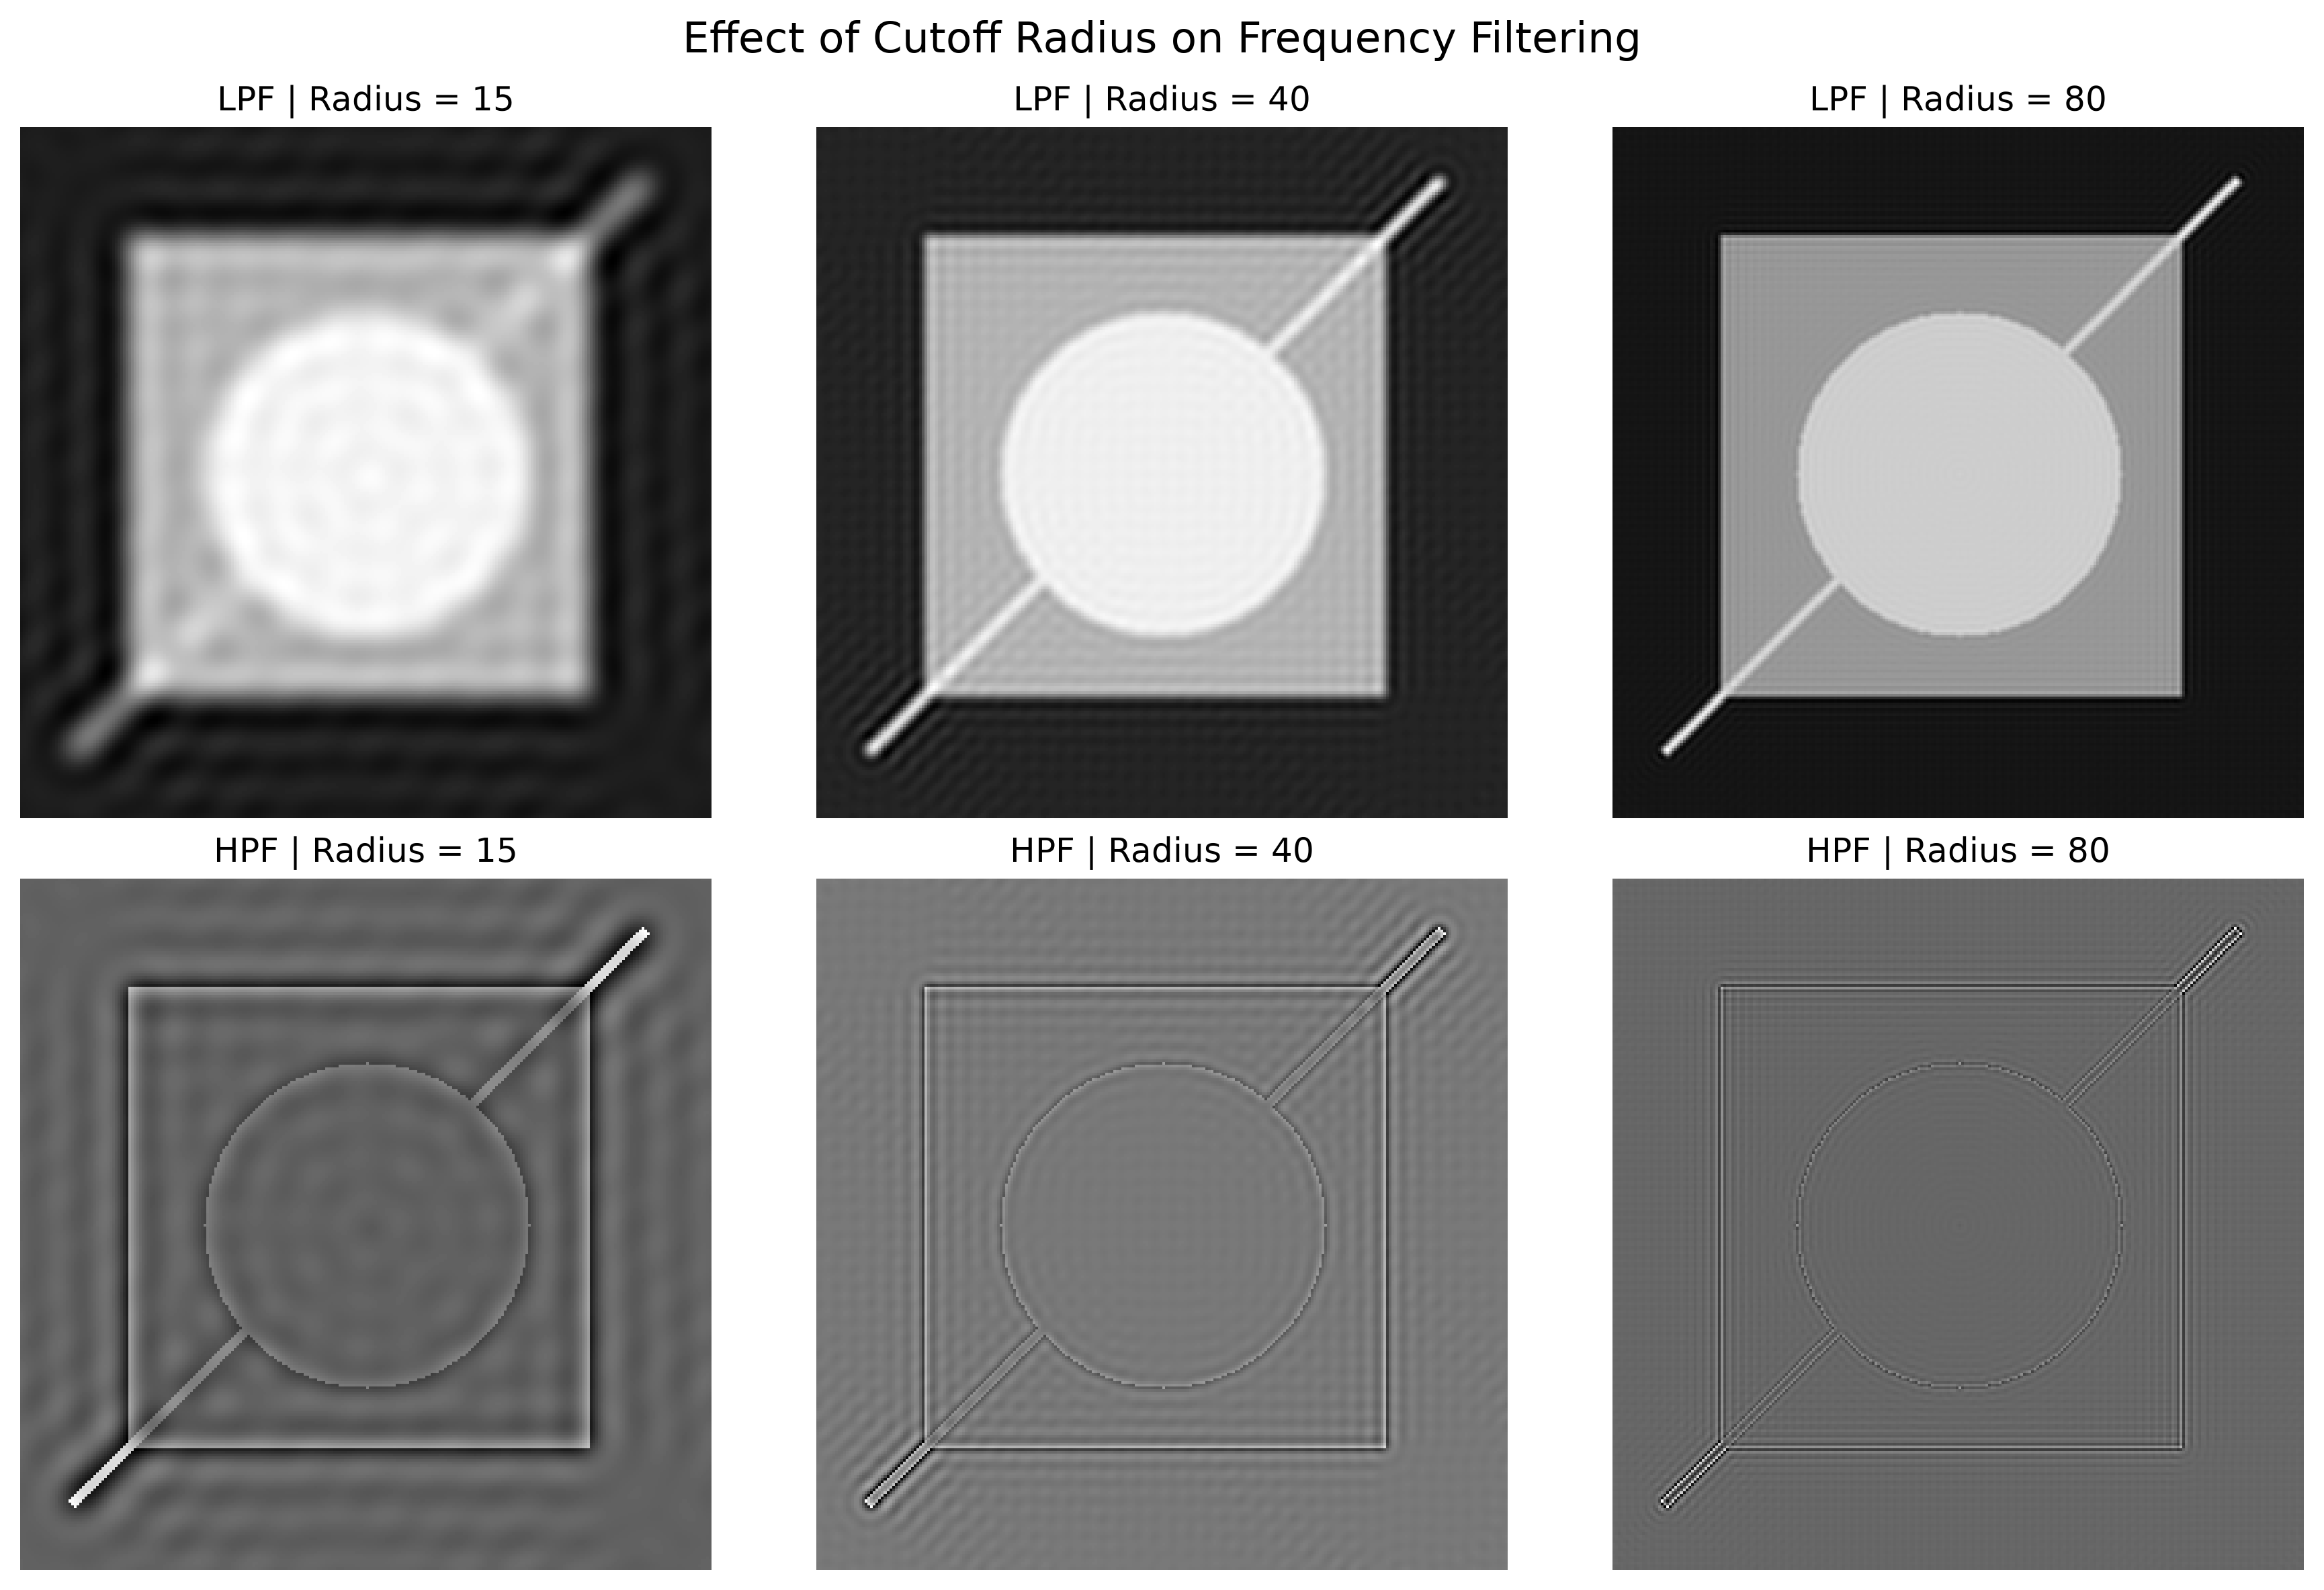 Effect of Cutoff Radius on Frequency Filtering
LPF | Radius = 15
LPF | Radius = 40
LPF | Radius = 80
HPF | Radius = 15
HPF | Radius = 40
HPF | Radius = 80